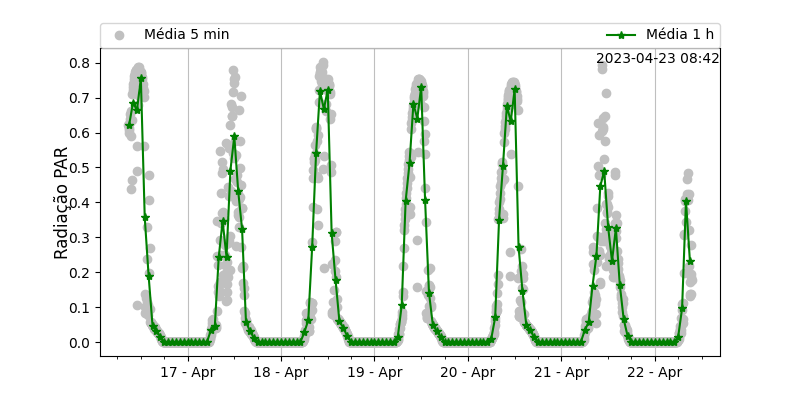 Média 5 min
Média 1 h
2023-04-23 08:42
Radiação PAR
0.8
0.7
0.6
0.5
0.4
0.3
0.2
0.1
0.0
17 - Apr
18 - Apr
19 - Apr
20 - Apr
21 - Apr
22 - Apr